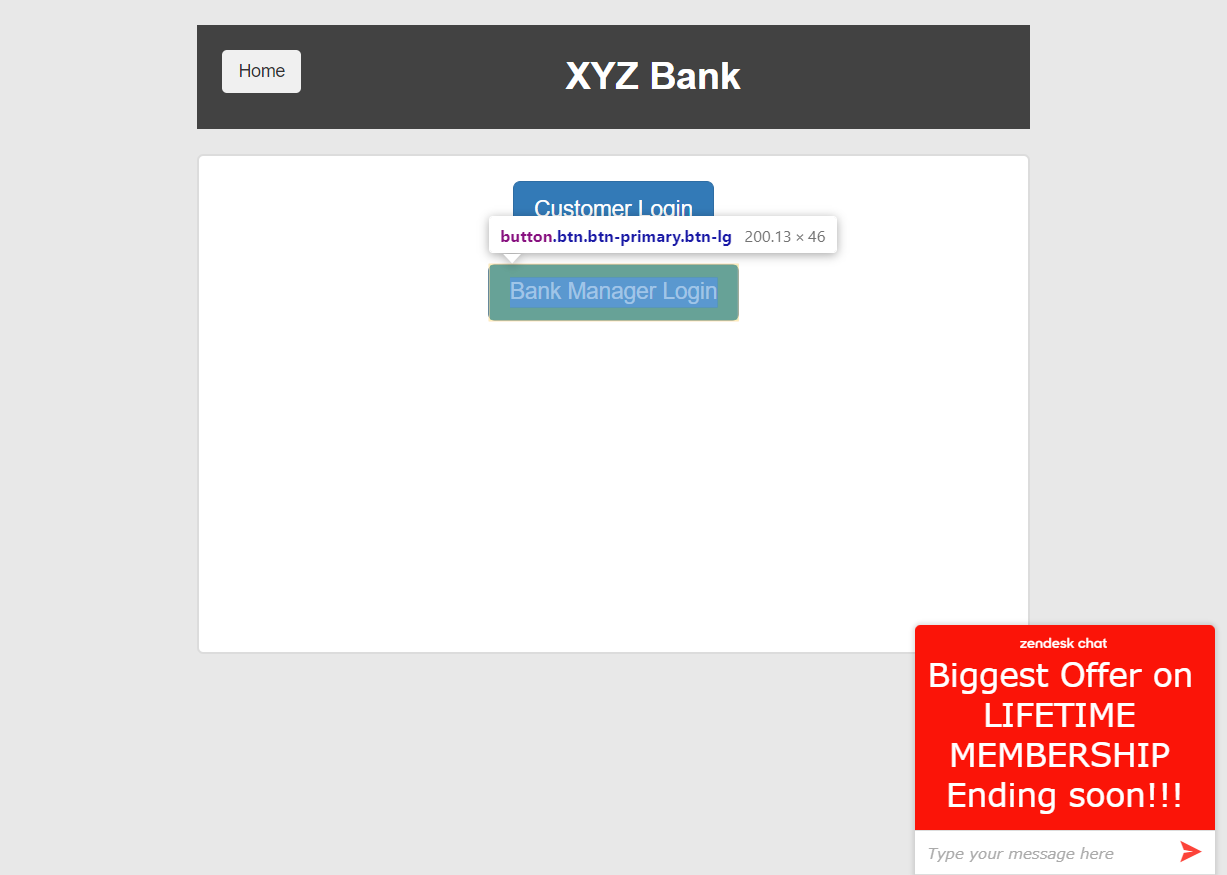 Home
XYZ Bank
Customer Login
button.btn.btn-primary.btn-lg 200.13 × 46
Bank Manager Login
zendesk chat
Biggest Offer on
LIFETIME
MEMBERSHIP
Ending soon!!!
Type your message here